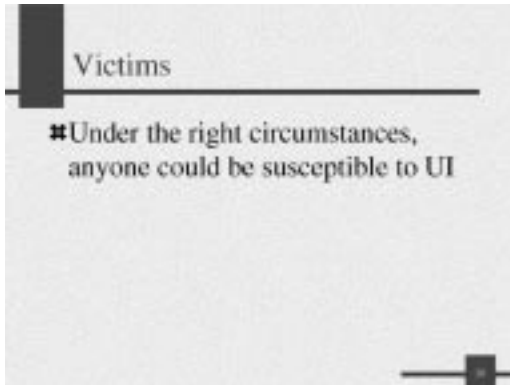 Victims
Under the right circumstances,
anyone could be susceptible to UI